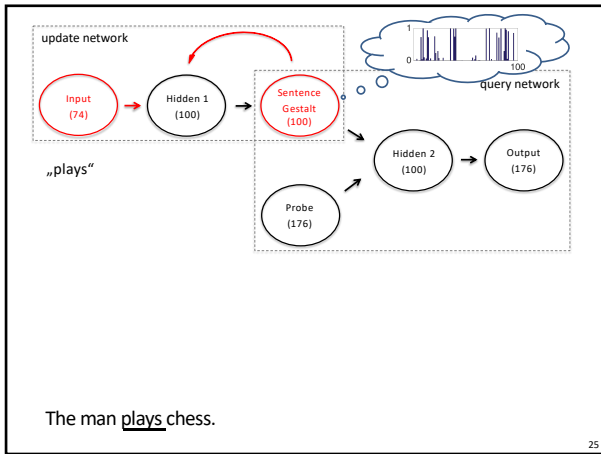 update network
1
0
100
query network
Input
(74)
Hidden 1
(100)
Sentence
Gestalt
(100)
Hidden 2
(100)
Output
(176)
„plays“
Probe
(176)
The man plays chess.
25